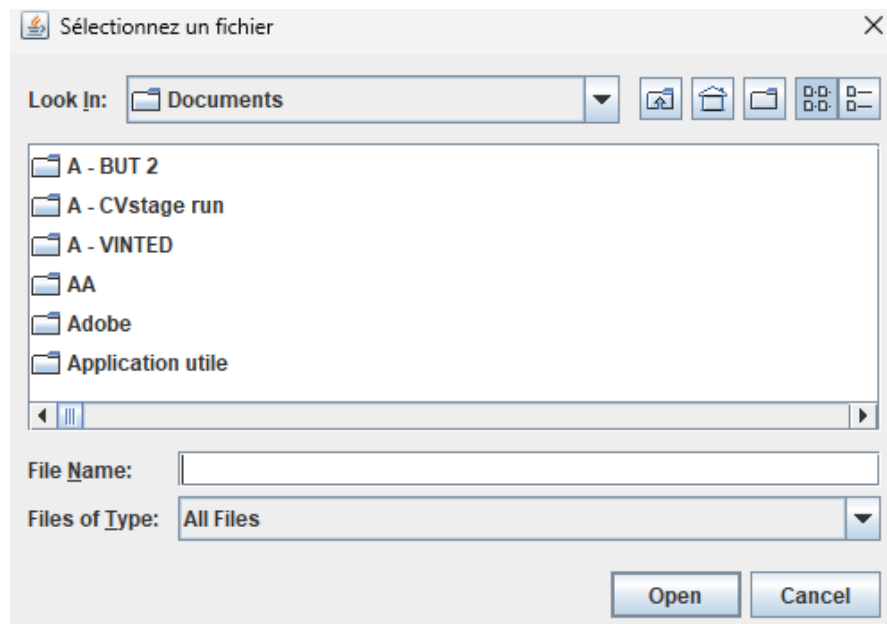 Sélectionnez un fichier
Look In: Documents
A - BUT 2
A - CVstage run
A - VINTED
AA
Adobe
Application utile
File Name:
Files of Type: All Files
Open Cancel